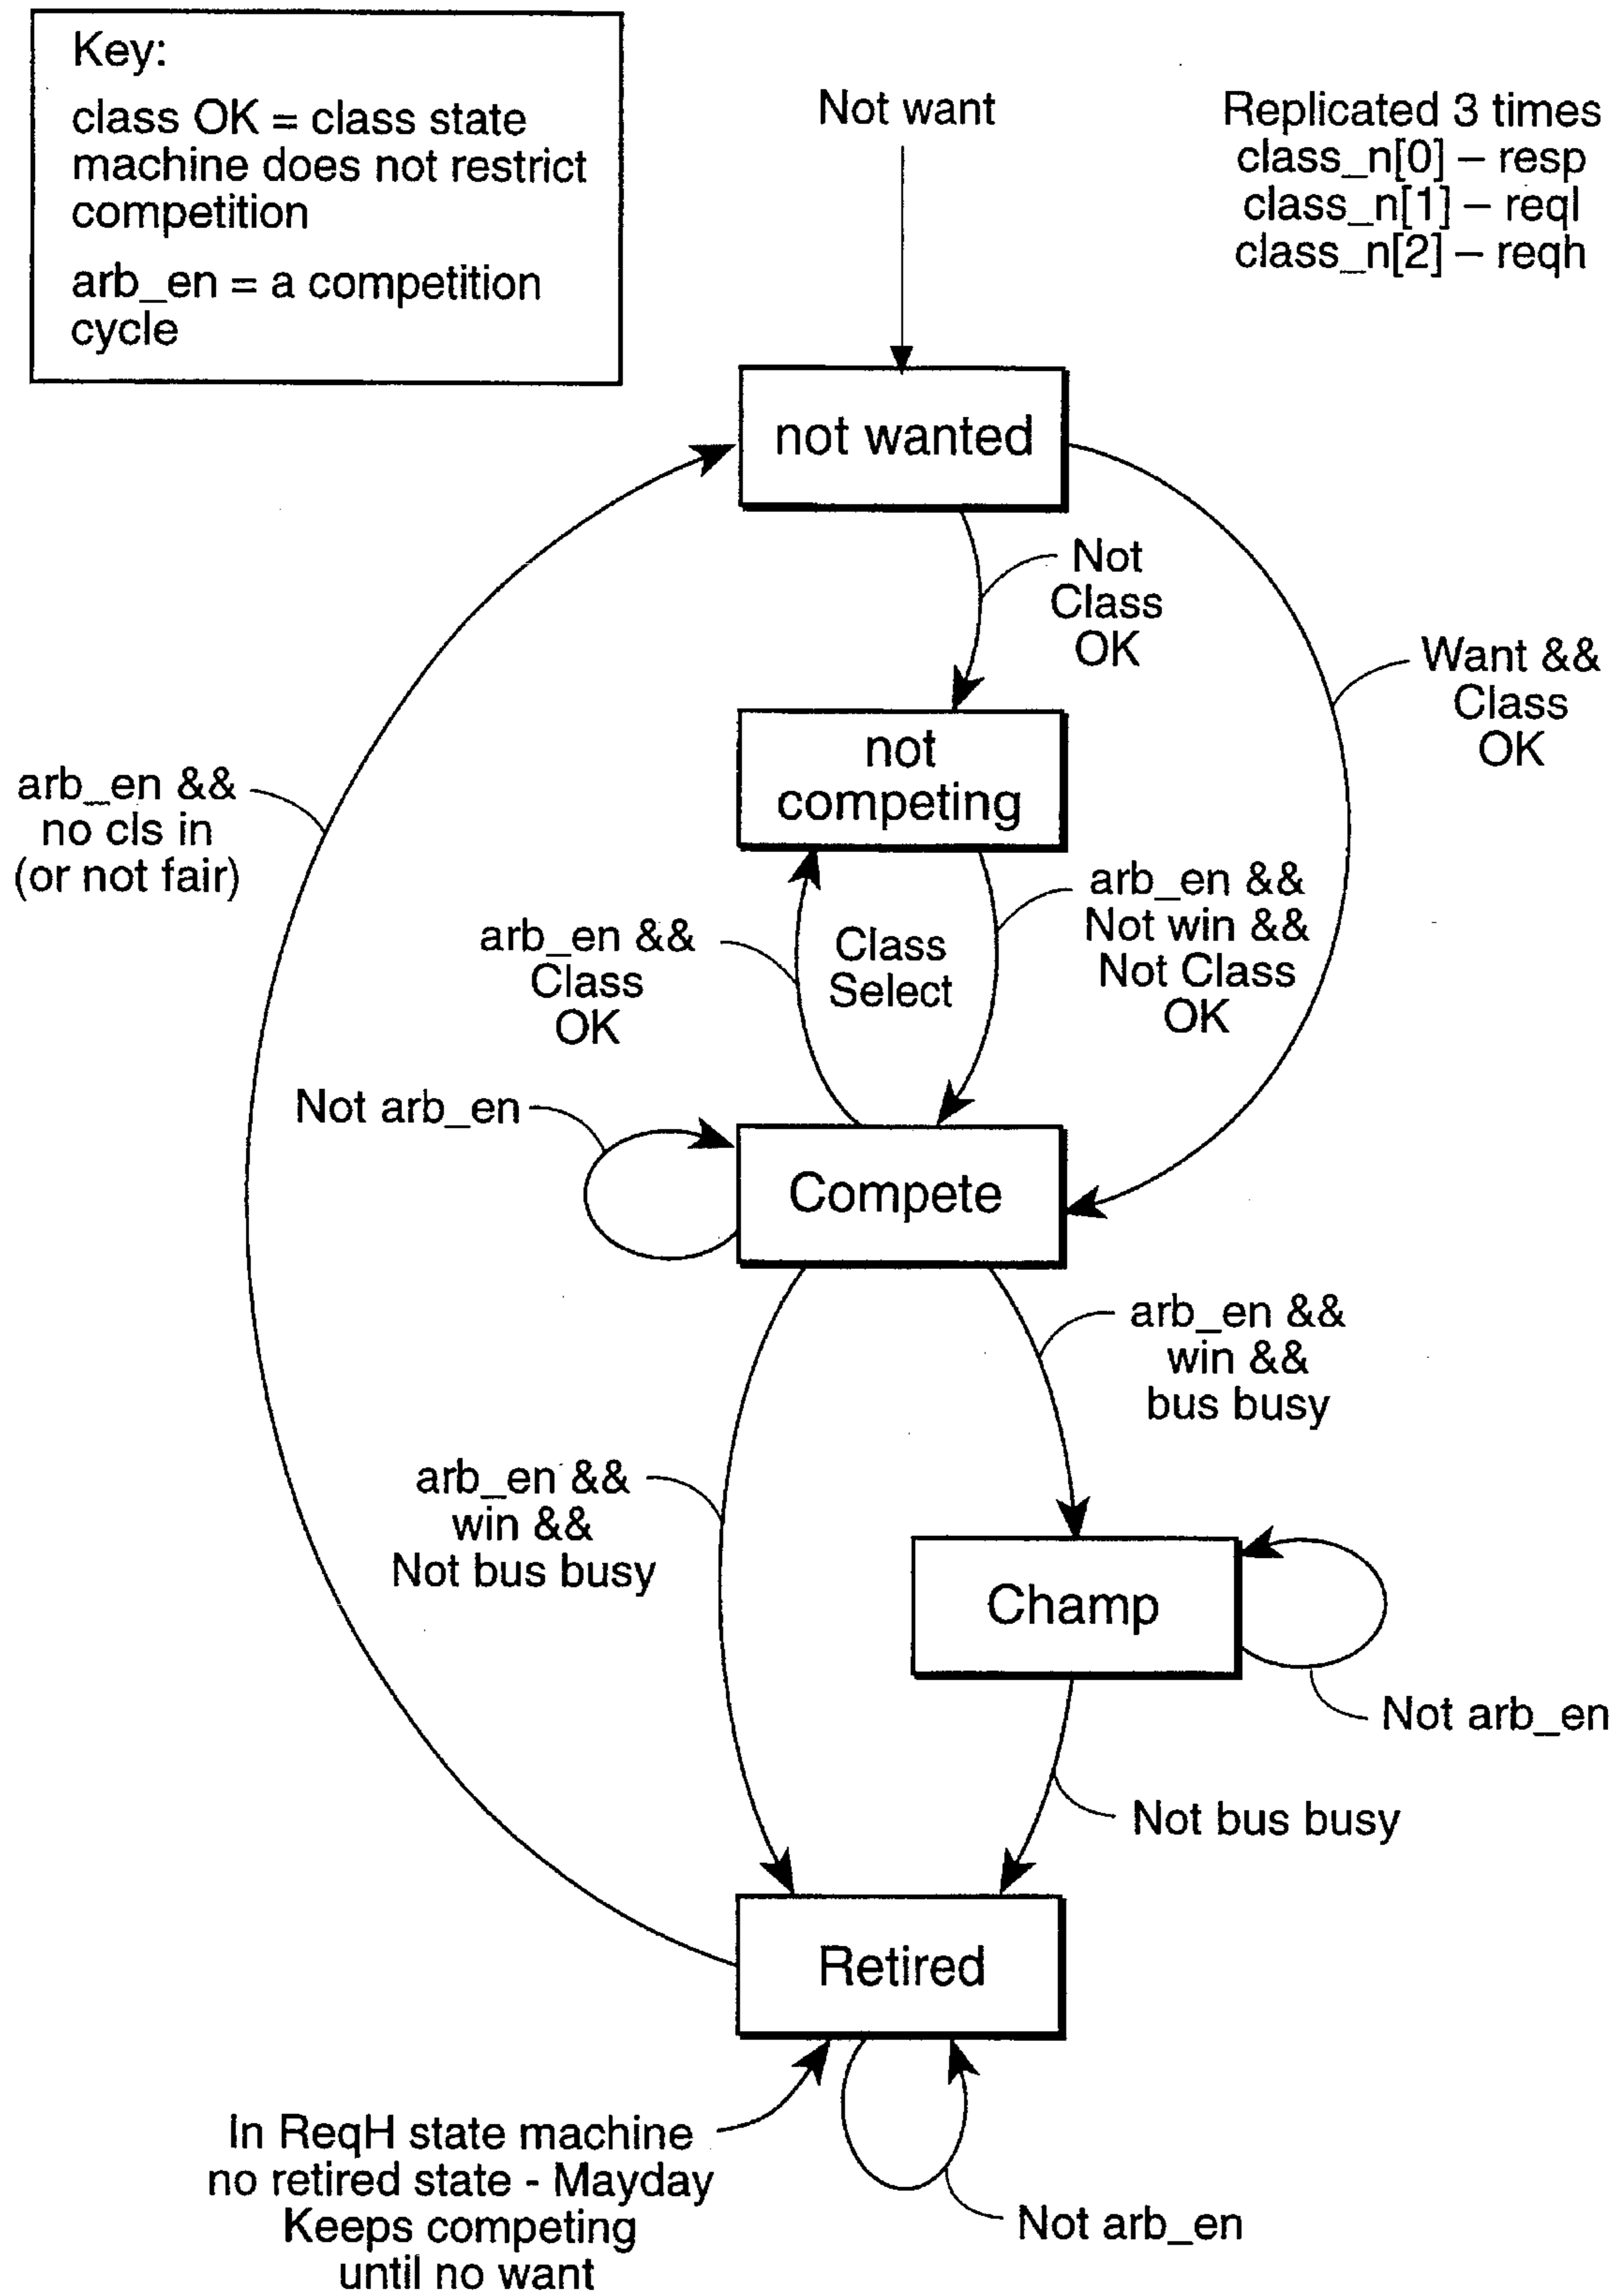 Key:
class OK = class state
machine does not restrict
competition
arb_en = a competition
cycle
Not want
Replicated 3 times
class_n[0] – resp
class_n[1] – reql
class_n[2] – reqh
not wanted
Not
Class
OK
Want &&
Class
OK
not
competing
arb_en &&
no cls in
(or not fair)
arb_en &&
Class
OK
Class
Select
arb_en &&
Not win &&
Not Class
OK
Not arb_en
Compete
arb_en &&
win &&
bus busy
arb_en &&
win &&
Not bus busy
Champ
Not arb_en
Not bus busy
Retired
In ReqH state machine
no retired state - Mayday
Keeps competing
until no want
Not arb_en